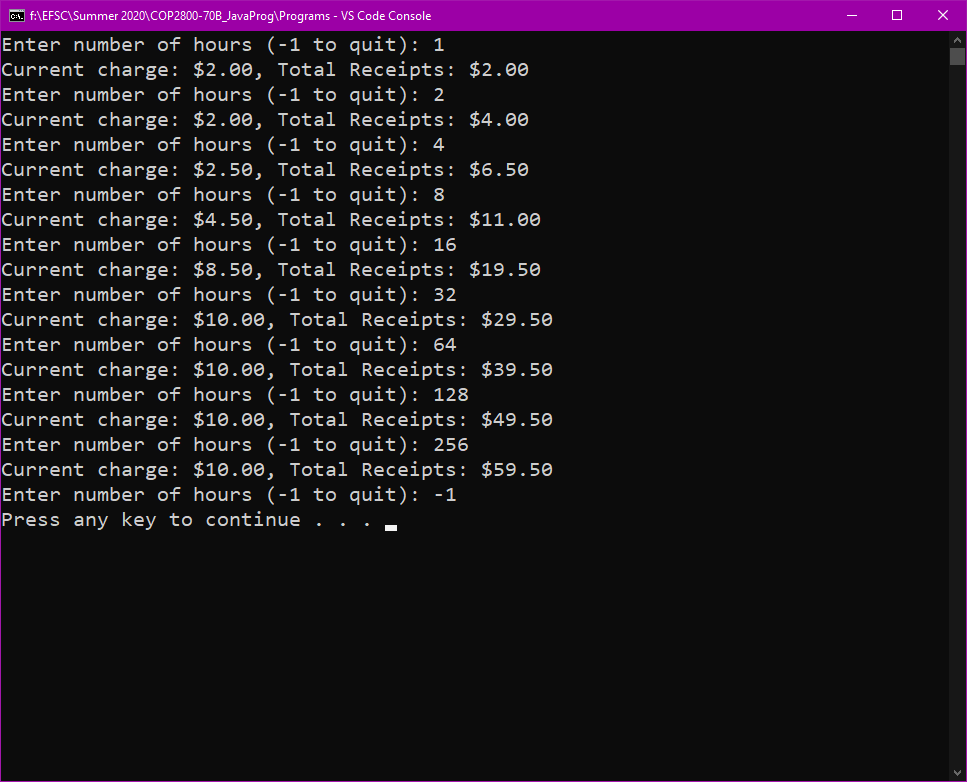 f:\EFSC\Summer 2020\COP2800-70B_JavaProg\Programs - VS Code Console
Enter number of hours (-1 to quit): 1
Current charge: $2.00, Total Receipts: $2.00
Enter number of hours (-1 to quit): 2
Current charge: $2.00, Total Receipts: $4.00
Enter number of hours (-1 to quit): 4
Current charge: $2.50, Total Receipts: $6.50
Enter number of hours (-1 to quit): 8
Current charge: $4.50, Total Receipts: $11.00
Enter number of hours (-1 to quit): 16
Current charge: $8.50, Total Receipts: $19.50
Enter number of hours (-1 to quit): 32
Current charge: $10.00, Total Receipts: $29.50
Enter number of hours (-1 to quit): 64
Current charge: $10.00, Total Receipts: $39.50
Enter number of hours (-1 to quit): 128
Current charge: $10.00, Total Receipts: $49.50
Enter number of hours (-1 to quit): 256
Current charge: $10.00, Total Receipts: $59.50
Enter number of hours (-1 to quit): -1
Press any key to continue . . .